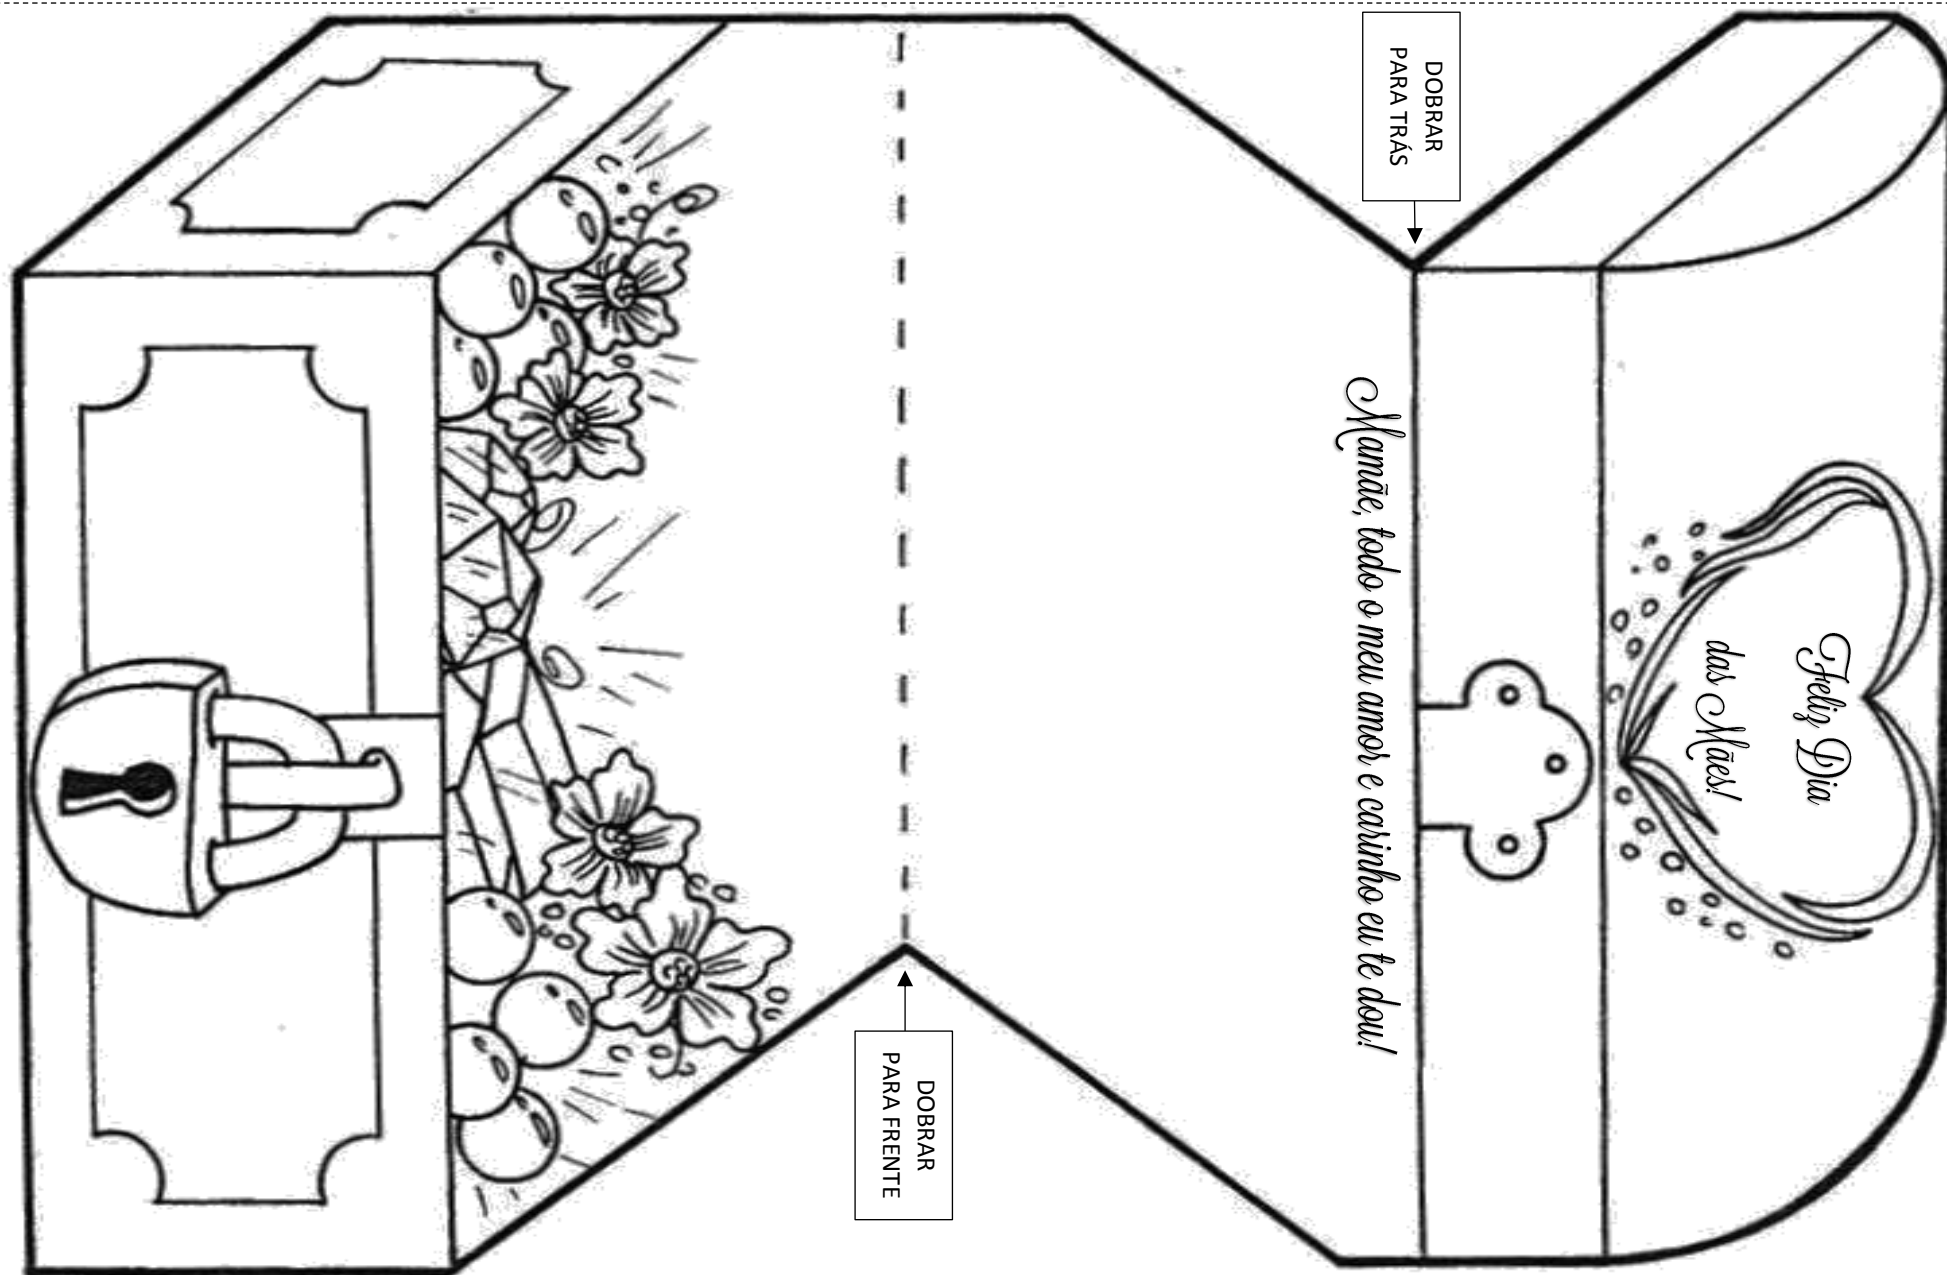 Feliz Dia
das Mães!
DOBRAR
PARA TRÁS
Mamãe, todo o meu amor e carinho eu te dou!
DOBRAR
PARA FRENTE